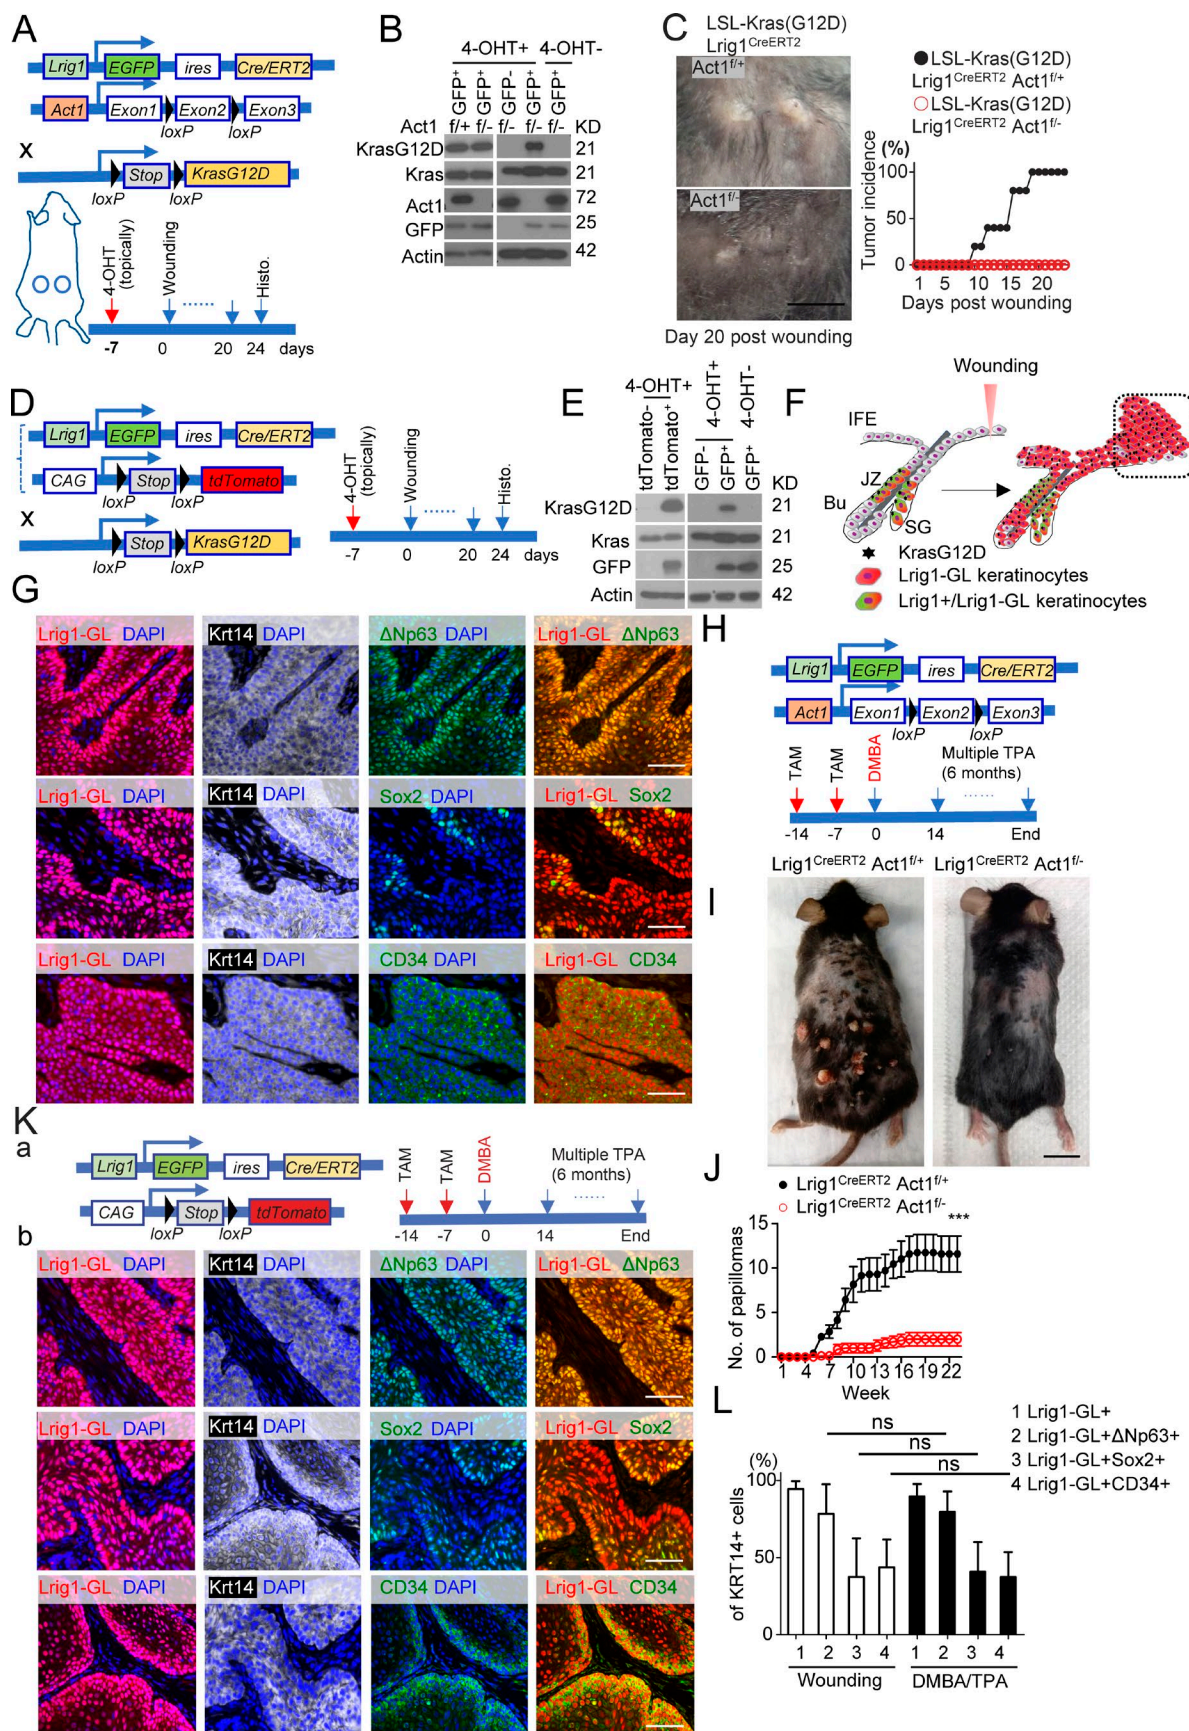 A
Lrig1 EGFP ires Cre/ERT2
Act1 Exon1 Exon2 Exon3
loxP loxP
x
Stop KrasG12D
loxP loxP
4-OHT
(topically)
Wounding
Histo.
-7 0 20 24 days
B
4-OHT+ 4-OHT-
GFP+ GFP+ GFP- GFP+ GFP+
Act1 f/+ f/- f/- f/- f/- KD
KrasG12D 21
Kras 21
Act1 72
GFP 25
Actin 42
C
LSL-Kras(G12D)
Lrig1CreERT2
Act1f/+
Act1f/-
Day 20 post wounding
LSL-Kras(G12D)
Lrig1CreERT2 Act1f/+
LSL-Kras(G12D)
Lrig1CreERT2 Act1f/-
(%)
Tumor incidence
100
50
0
1 5 10 15 20
Days post wounding
D
Lrig1 EGFP ires Cre/ERT2
CAG Stop tdTomato
loxP loxP
x
Stop KrasG12D
loxP loxP
4-OHT
(topically)
Wounding
Histo.
-7 0 20 24 days
E
4-OHT+ 4-OHT+ 4-OHT-
tdTomato- tdTomato+ GFP- GFP+ GFP+
KD
KrasG12D 21
Kras 21
GFP 25
Actin 42
F
Wounding
IFE
JZ
Bu
SG
KrasG12D
Lrig1-GL keratinocytes
Lrig1+/Lrig1-GL keratinocytes
G
Lrig1-GL DAPI Krt14 DAPI ΔNp63 DAPI Lrig1-GL ΔNp63
Lrig1-GL DAPI Krt14 DAPI Sox2 DAPI Lrig1-GL Sox2
Lrig1-GL DAPI Krt14 DAPI CD34 DAPI Lrig1-GL CD34
H
Lrig1 EGFP ires Cre/ERT2
Act1 Exon1 Exon2 Exon3
loxP loxP
TAM TAM DMBA
Multiple TPA
(6 months)
-14 -7 0 14 End
I
Lrig1CreERT2 Act1f/+ Lrig1CreERT2 Act1f/-
J
Lrig1CreERT2 Act1f/+
Lrig1CreERT2 Act1f/-
***
No. of papillomas
15
10
5
0
1 4 7 10 13 16 19 22
Week
K
a
Lrig1 EGFP ires Cre/ERT2
CAG Stop tdTomato
loxP loxP
TAM TAM DMBA
Multiple TPA
(6 months)
-14 -7 0 14 End
b
Lrig1-GL DAPI Krt14 DAPI ΔNp63 DAPI Lrig1-GL ΔNp63
Lrig1-GL DAPI Krt14 DAPI Sox2 DAPI Lrig1-GL Sox2
Lrig1-GL DAPI Krt14 DAPI CD34 DAPI Lrig1-GL CD34
L
1 Lrig1-GL+
2 Lrig1-GL+ΔNp63+
3 Lrig1-GL+Sox2+
4 Lrig1-GL+CD34+
ns
ns
ns
(%)
of KRT14+ cells
100
50
0
1 2 3 4 1 2 3 4
Wounding DMBA/TPA